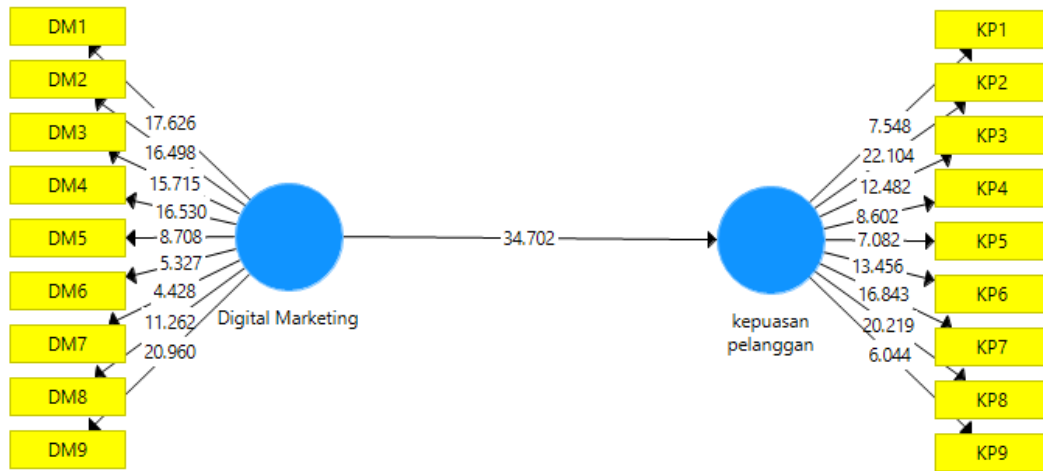 DM1
DM2
DM3
DM4
DM5
DM6
DM7
DM8
DM9
17.626
16.498
15.715
16.530
8.708
5.327
4.428
11.262
20.960
Digital Marketing
34.702
kepuasan
pelanggan
7.548
22.104
12.482
8.602
7.082
13.456
16.843
20.219
6.044
KP1
KP2
KP3
KP4
KP5
KP6
KP7
KP8
KP9